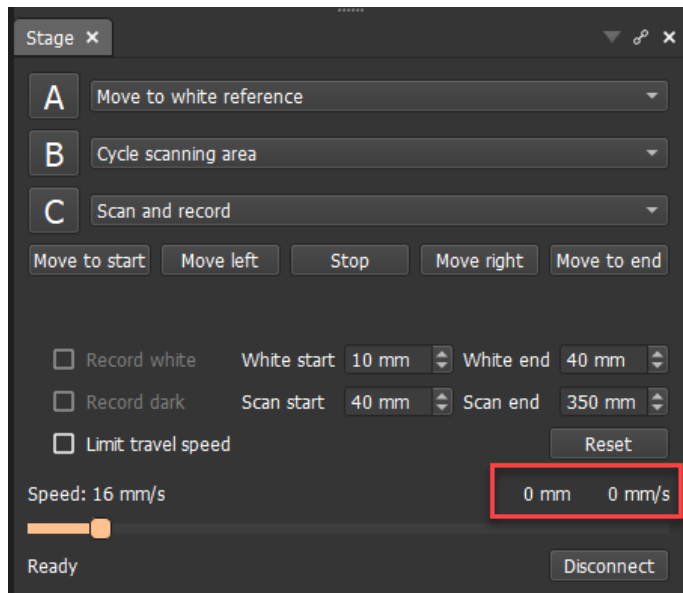 Stage
A Move to white reference
B Cycle scanning area
C Scan and record
Move to start Move left Stop Move right Move to end
Record white White start 10 mm White end 40 mm
Record dark Scan start 40 mm Scan end 350 mm
Limit travel speed Reset
Speed: 16 mm/s 0 mm 0 mm/s
Ready Disconnect